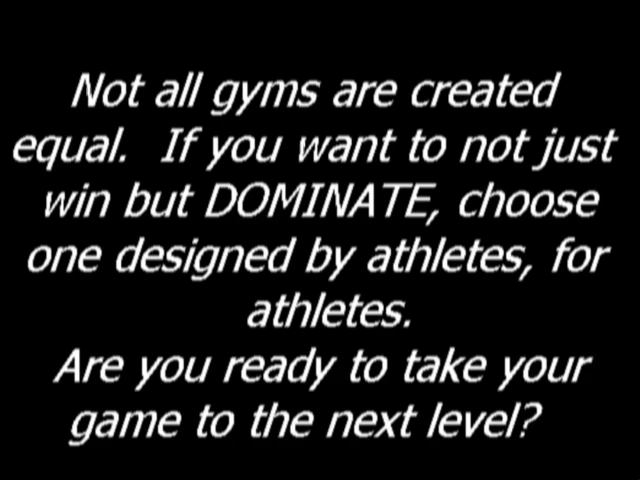 Not all gyms are created
equal.  If you want to not just
win but DOMINATE, choose
one designed by athletes, for
athletes.
Are you ready to take your
game to the next level?